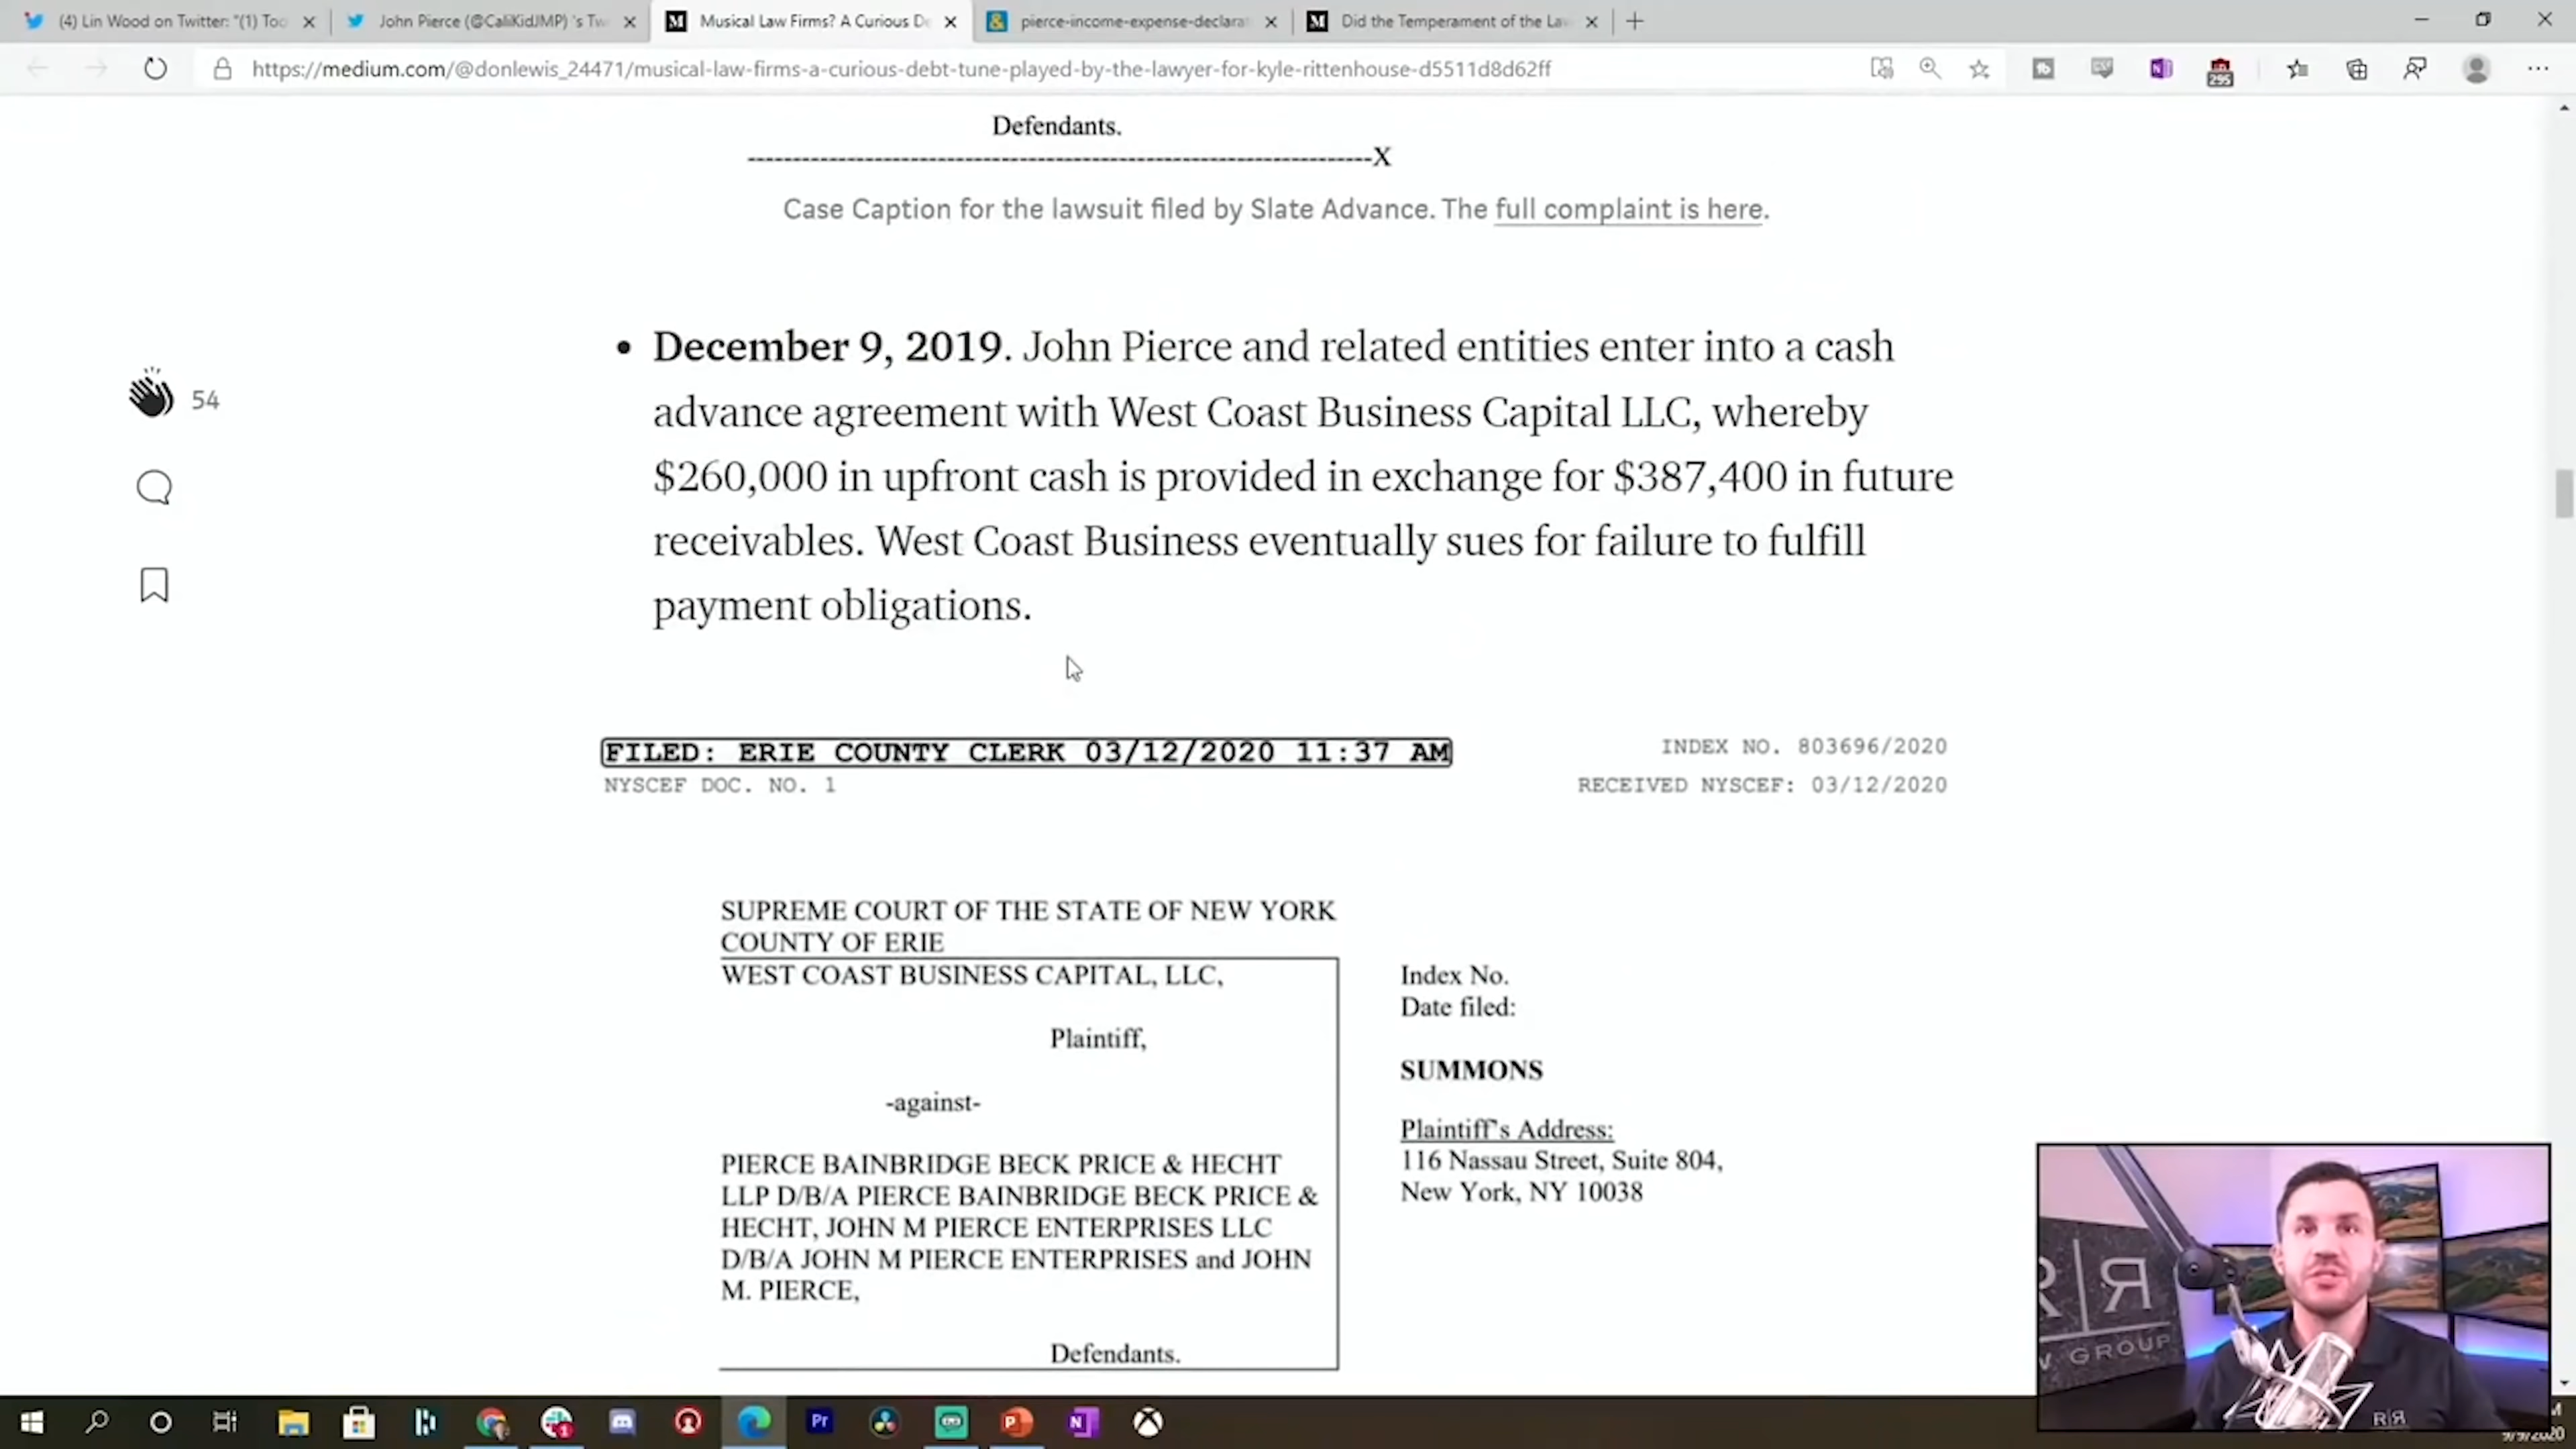 (4) Lin Wood on Twitter: "(1) Too
John Pierce (@CaliKidJMP) 's Tw
Musical Law Firms? A Curious De
pierce-income-expense-declarat
Did the Temperament of the Law
https://medium.com/@donlewis_24471/musical-law-firms-a-curious-debt-tune-played-by-the-lawyer-for-kyle-rittenhouse-d5511d8d62ff
295
Defendants.
---------------------------------------------------------------------X
Case Caption for the lawsuit filed by Slate Advance. The full complaint is here.
• December 9, 2019. John Pierce and related entities enter into a cash
advance agreement with West Coast Business Capital LLC, whereby
$260,000 in upfront cash is provided in exchange for $387,400 in future
receivables. West Coast Business eventually sues for failure to fulfill
payment obligations.
54
FILED: ERIE COUNTY CLERK 03/12/2020 11:37 AM
INDEX NO. 803696/2020
NYSCEF DOC. NO. 1
RECEIVED NYSCEF: 03/12/2020
SUPREME COURT OF THE STATE OF NEW YORK
COUNTY OF ERIE
WEST COAST BUSINESS CAPITAL, LLC,
Plaintiff,
-against-
PIERCE BAINBRIDGE BECK PRICE & HECHT
LLP D/B/A PIERCE BAINBRIDGE BECK PRICE &
HECHT, JOHN M PIERCE ENTERPRISES LLC
D/B/A JOHN M PIERCE ENTERPRISES and JOHN
M. PIERCE,
Defendants.
Index No.
Date filed:
SUMMONS
Plaintiff's Address:
116 Nassau Street, Suite 804,
New York, NY 10038
R|R
W GROUP
R|R
Pr
N
1
9/9/2020